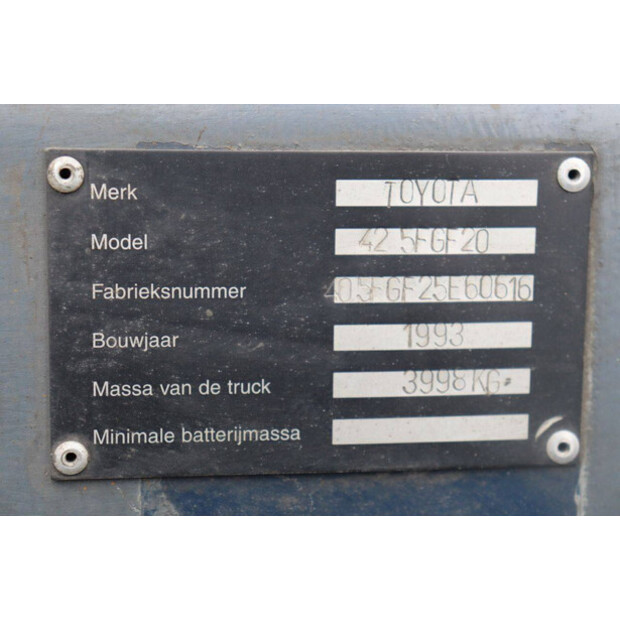 Merk TOYOTA
Model 42 5FGF20
Fabrieksnummer 405FGF25E60616
Bouwjaar 1993
Massa van de truck 3998KG
Minimale batterijmassa